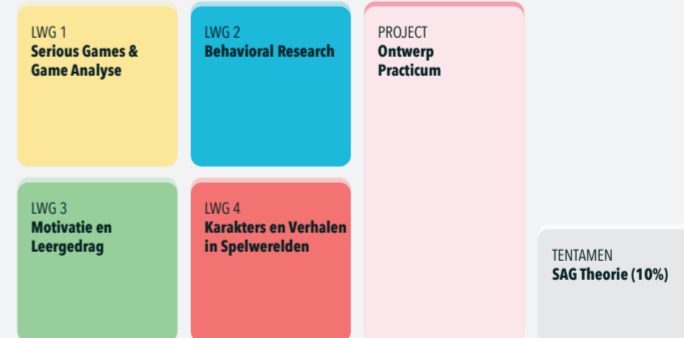 LWG 1
Serious Games &
Game Analyse
LWG 2
Behavioral Research
PROJECT
Ontwerp
Practicum
LWG 3
Motivatie en
Leergedrag
LWG 4
Karakters en Verhalen
in Spelwerelden
TENTAMEN
SAG Theorie (10%)